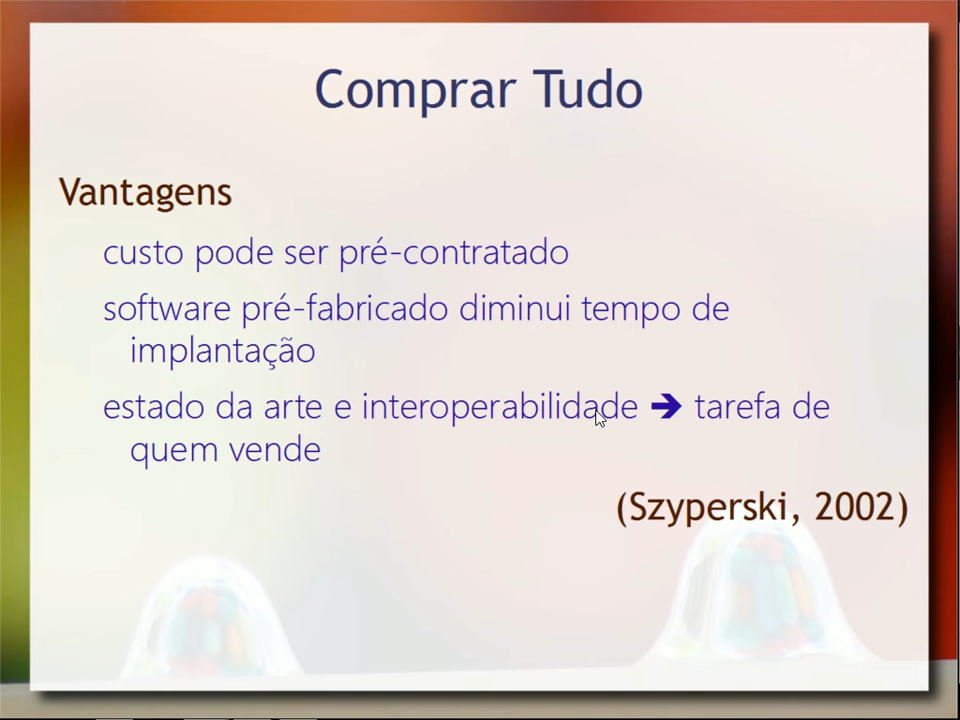 Comprar Tudo
Vantagens
custo pode ser pré-contratado
software pré-fabricado diminui tempo de
implantação
estado da arte e interoperabilidade ➔ tarefa de
quem vende
(Szyperski, 2002)